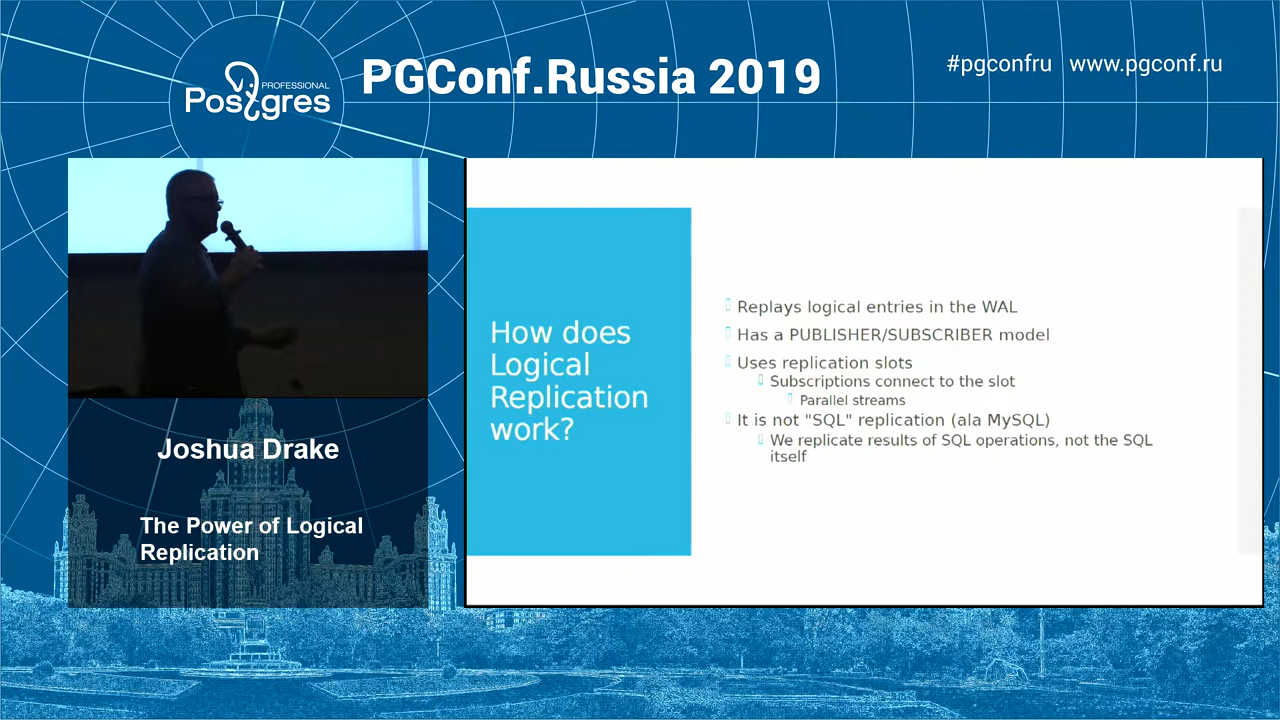 PROFESSIONAL
Postgres
PGConf.Russia 2019
#pgconfru www.pgconf.ru
Joshua Drake
The Power of Logical
Replication
How does
Logical
Replication
work?
Replays logical entries in the WAL
Has a PUBLISHER/SUBSCRIBER model
Uses replication slots
Subscriptions connect to the slot
Parallel streams
It is not "SQL" replication (ala MySQL)
We replicate results of SQL operations, not the SQL
itself